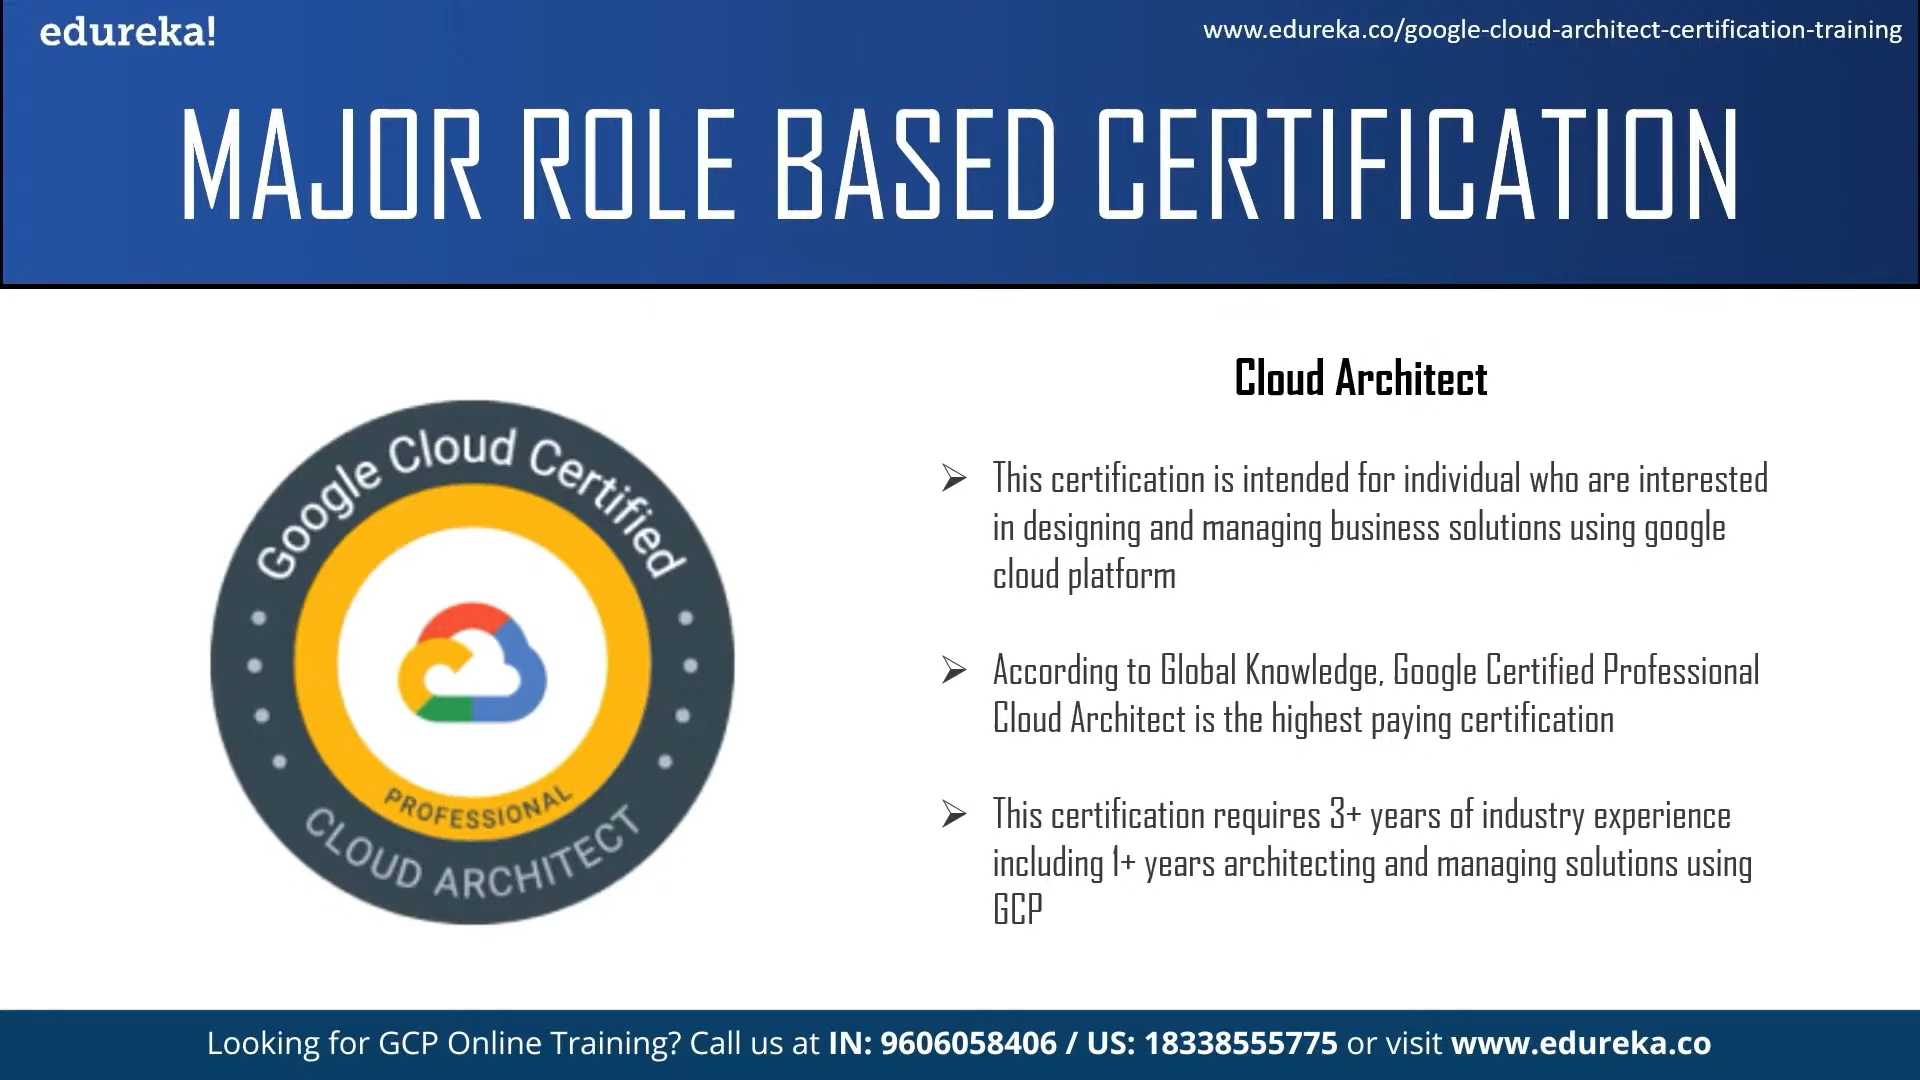 edureka!
www.edureka.co/google-cloud-architect-certification-training
MAJOR ROLE BASED CERTIFICATION
Google Cloud Certified
PROFESSIONAL
CLOUD ARCHITECT
Cloud Architect
This certification is intended for individual who are interested
in designing and managing business solutions using google
cloud platform
According to Global Knowledge, Google Certified Professional
Cloud Architect is the highest paying certification
This certification requires 3+ years of industry experience
including 1+ years architecting and managing solutions using
GCP
Looking for GCP Online Training? Call us at IN: 9606058406 / US: 18338555775 or visit www.edureka.co